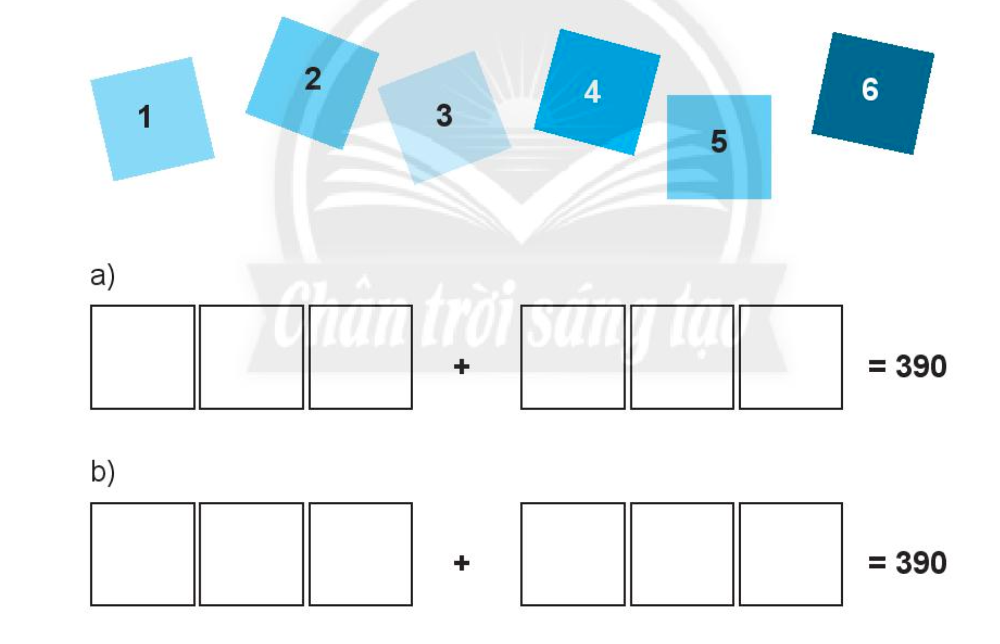 1 2 3 4 5 6
a)
Chân trời sáng tạo
+ = 390
b)
+ = 390